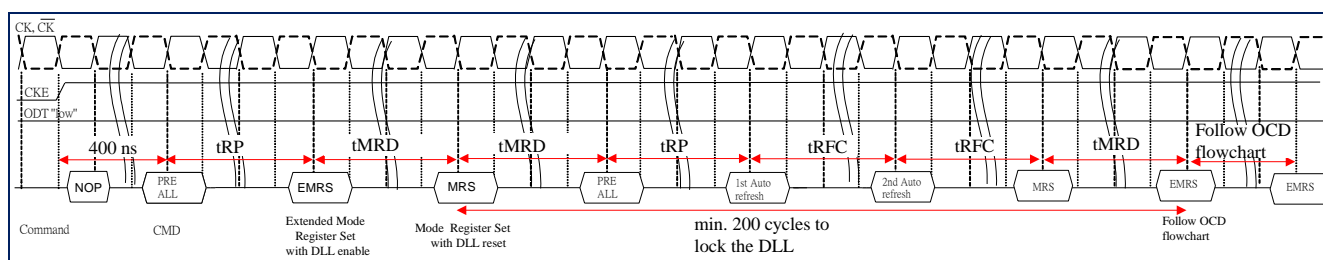 CK, CK
CKE
ODT "low"
400 ns
tRP
tMRD
tMRD
tRP
tRFC
tRFC
tMRD
Follow OCD
flowchart
NOP
PRE
ALL
EMRS
MRS
PRE
ALL
1st Auto
refresh
2nd Auto
refresh
MRS
EMRS
EMRS
Command
CMD
Extended Mode
Register Set
with DLL enable
Mode Register Set
with DLL reset
min. 200 cycles to
lock the DLL
Follow OCD
flowchart